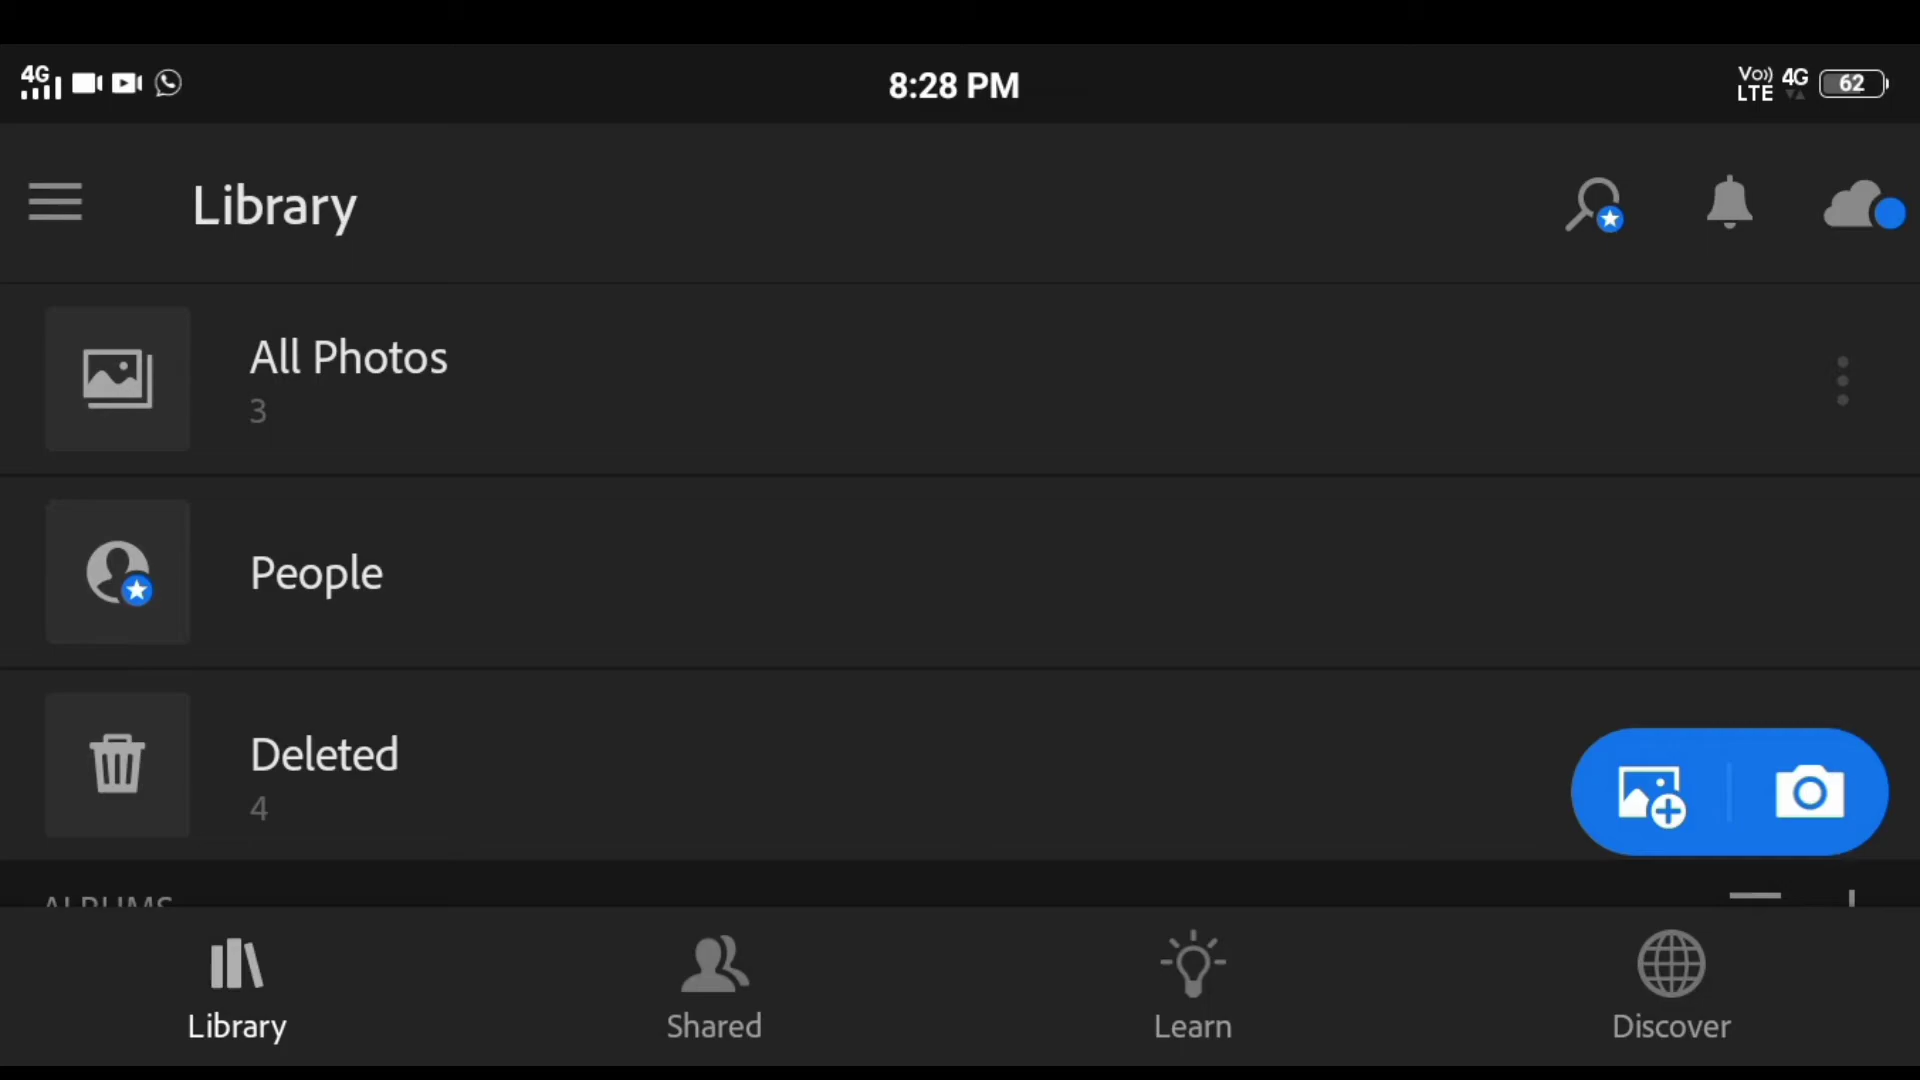 4G
8:28 PM
Vo)) LTE 4G 62
Library
All Photos
3
People
Deleted
4
ALBUMS
Library
Shared
Learn
Discover